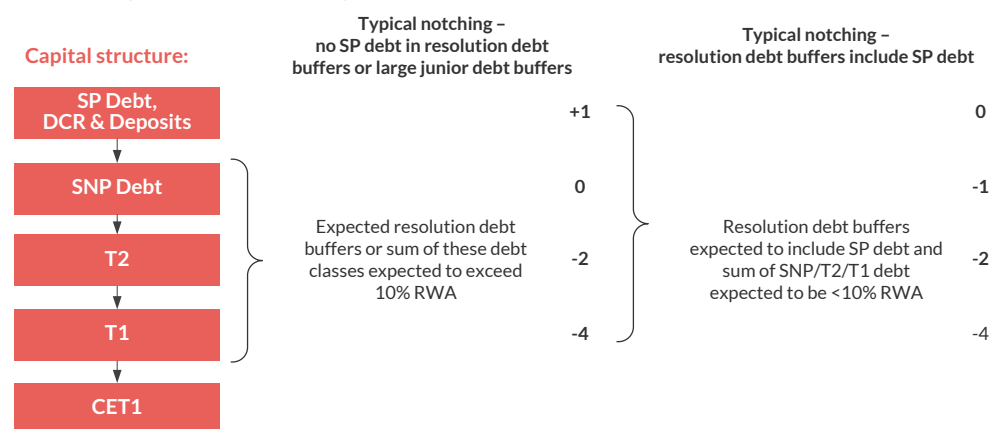 Capital structure:
Typical notching –
no SP debt in resolution debt
buffers or large junior debt buffers
Typical notching –
resolution debt buffers include SP debt
SP Debt,
DCR & Deposits
+1
0
SNP Debt
0
-1
Expected resolution debt
buffers or sum of these debt
classes expected to exceed
10% RWA
Resolution debt buffers
expected to include SP debt and
sum of SNP/T2/T1 debt
expected to be <10% RWA
T2
-2
-2
T1
-4
-4
CET1